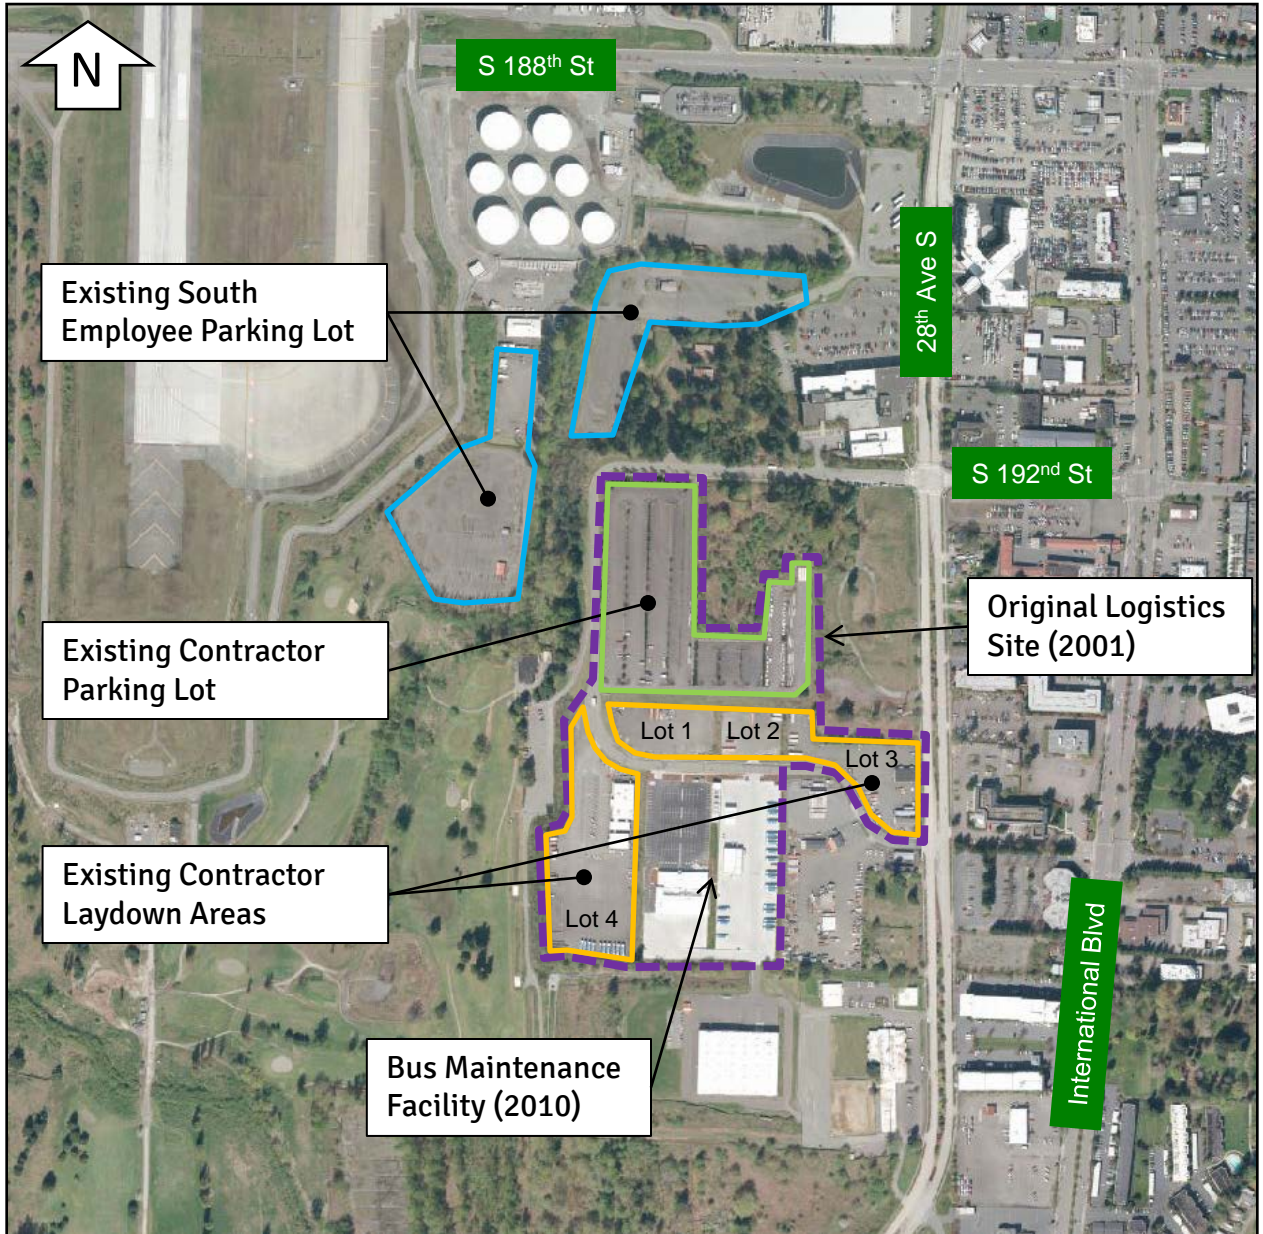 N
S 188th St
28th Ave S
Existing South
Employee Parking Lot
S 192nd St
Original Logistics
Site (2001)
Existing Contractor
Parking Lot
Lot 1
Lot 2
Lot 3
Existing Contractor
Laydown Areas
Lot 4
International Blvd
Bus Maintenance
Facility (2010)